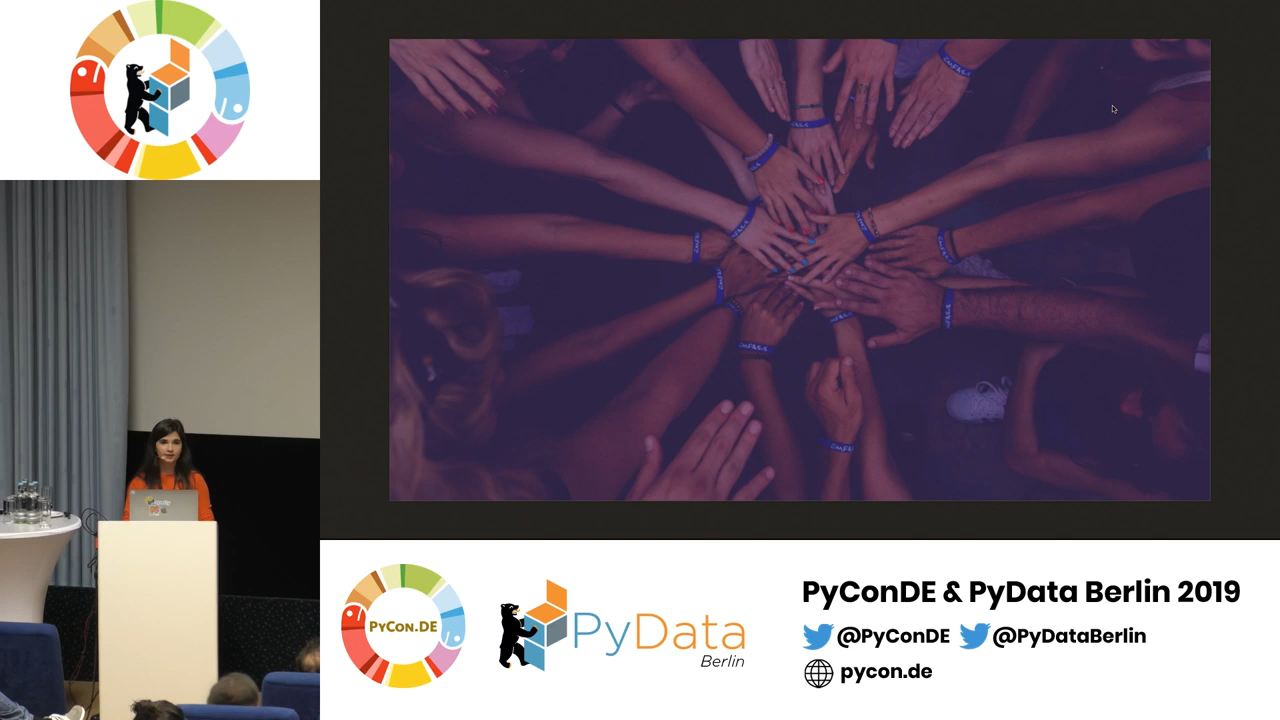 PyCon.DE
PyData
Berlin
PyConDE & PyData Berlin 2019
@PyConDE @PyDataBerlin
pycon.de